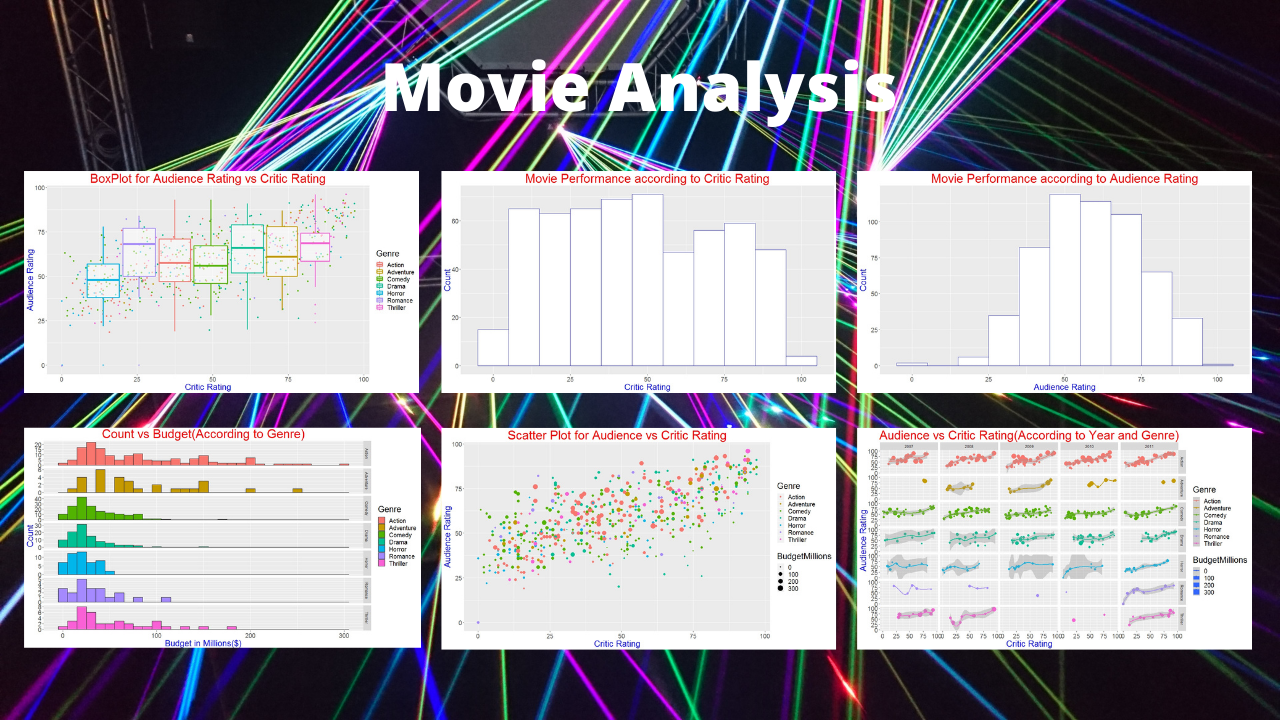 Movie Analysis
BoxPlot for Audience Rating vs Critic Rating
Audience Rating
100
75
50
25
0
0 25 50 75 100
Critic Rating
Genre
Action
Adventure
Comedy
Drama
Horror
Romance
Thriller
Movie Performance according to Critic Rating
Count
60
40
20
0
0 25 50 75 100
Critic Rating
Movie Performance according to Audience Rating
Count
100
75
50
25
0
0 25 50 75 100
Audience Rating
Count vs Budget(According to Genre)
Count
0 100 200 300
Budget in Millions($)
Genre
Action
Adventure
Comedy
Drama
Horror
Romance
Thriller
Scatter Plot for Audience vs Critic Rating
Audience Rating
100
75
50
25
0
0 25 50 75 100
Critic Rating
Genre
Action
Adventure
Comedy
Drama
Horror
Romance
Thriller
BudgetMillions
0
100
200
300
Audience vs Critic Rating(According to Year and Genre)
2007 2008 2009 2010 2011
Audience Rating
Critic Rating
Genre
Action
Adventure
Comedy
Drama
Horror
Romance
Thriller
BudgetMillions
0
100
200
300